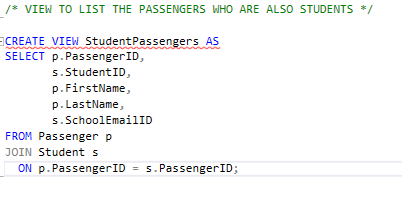 /* VIEW TO LIST THE PASSENGERS WHO ARE ALSO STUDENTS */
CREATE VIEW StudentPassengers AS
SELECT p.PassengerID,
s.StudentID,
p.FirstName,
p.LastName,
s.SchoolEmailID
FROM Passenger p
JOIN Student s
ON p.PassengerID = s.PassengerID;